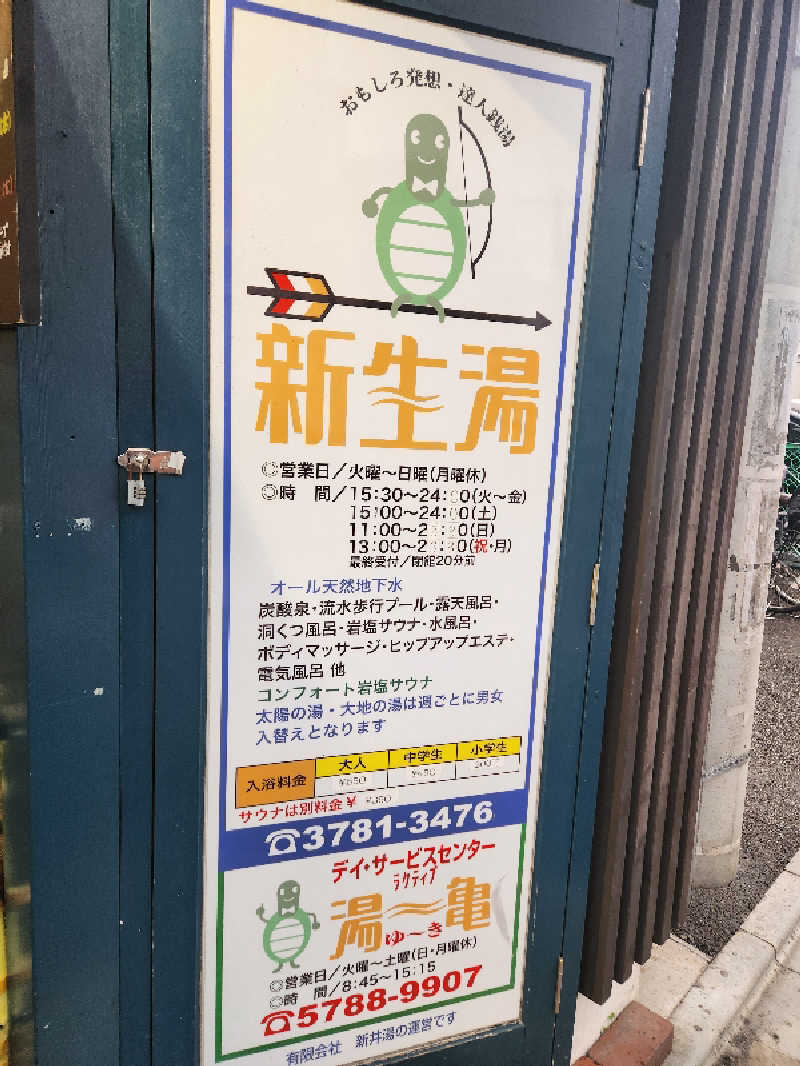 おもしろ発想・達人銭湯
新生湯
◎営業日／火曜〜日曜(月曜休)
◎時　間／15:30〜24:00(火〜金)
15:00〜24:00(土)
11:00〜 (日)
13:00〜 (祝・月)
最終受付／閉館20分前
オール天然地下水
炭酸泉・流水歩行プール・露天風呂・
洞くつ風呂・岩塩サウナ・水風呂・
ボディマッサージ・ヒップアップエステ・
電気風呂 他
コンフォート岩塩サウナ
太陽の湯・大地の湯は週ごとに男女
入替えとなります
入浴料金 大人 中学生 小学生
サウナは別料金￥
☎3781-3476
デイ・サービスセンター
ラクティブ
湯〜亀
ゆ〜き
◎営業日／火曜〜土曜(日・月曜休)
◎時　間／8:45〜15:15
☎5788-9907
有限会社　新井湯の運営です